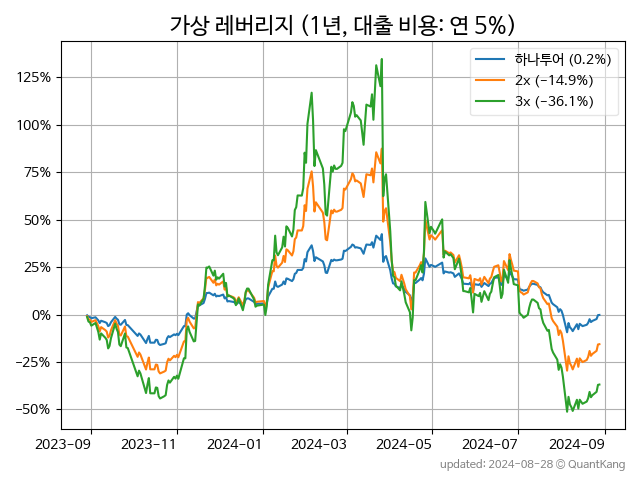 가상 레버리지 (1년, 대출 비용: 연 5%)
하나투어 (0.2%)
2x (−14.9%)
3x (−36.1%)
125%
100%
75%
50%
25%
0%
−25%
−50%
2023-09 2023-11 2024-01 2024-03 2024-05 2024-07 2024-09
updated: 2024-08-28 © QuantKang